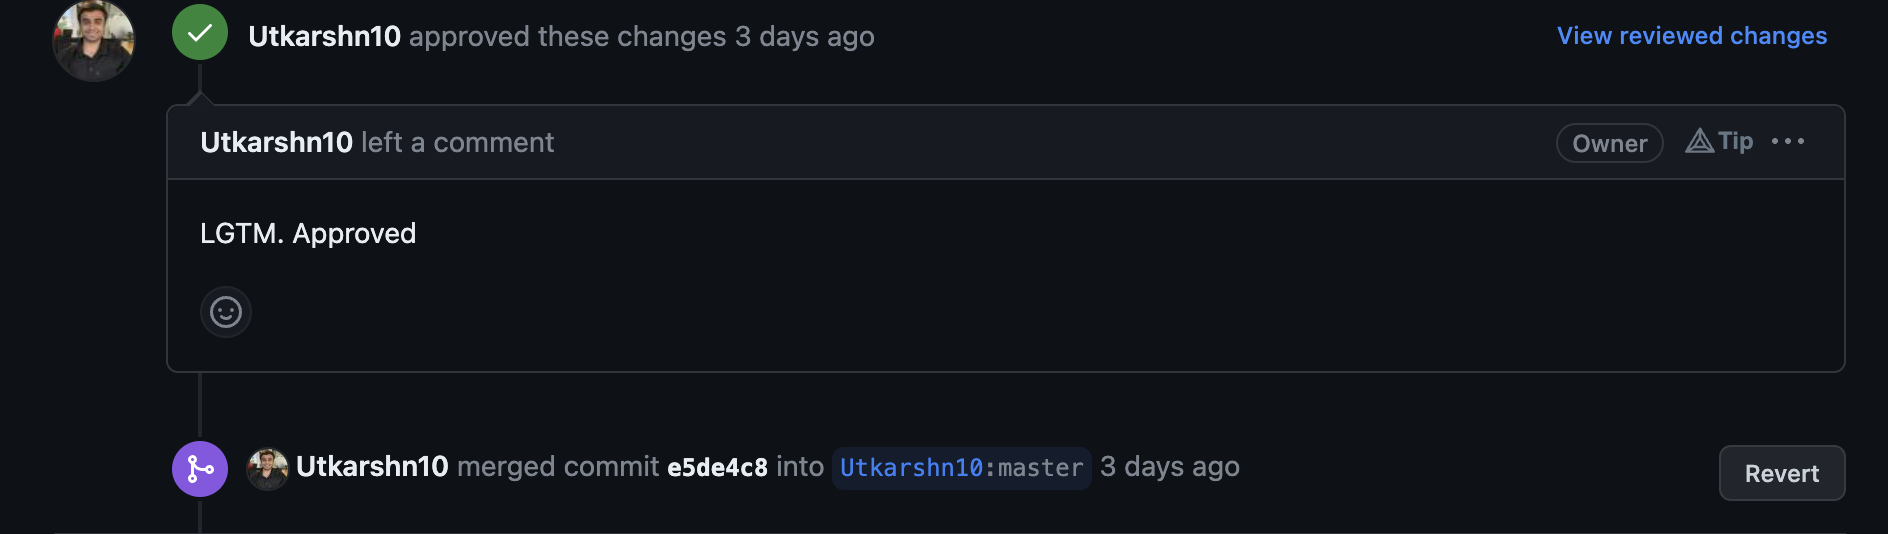 Utkarshn10 approved these changes 3 days ago
View reviewed changes
Utkarshn10 left a comment
Owner
Tip
LGTM. Approved
Utkarshn10 merged commit e5de4c8 into Utkarshn10:master 3 days ago
Revert